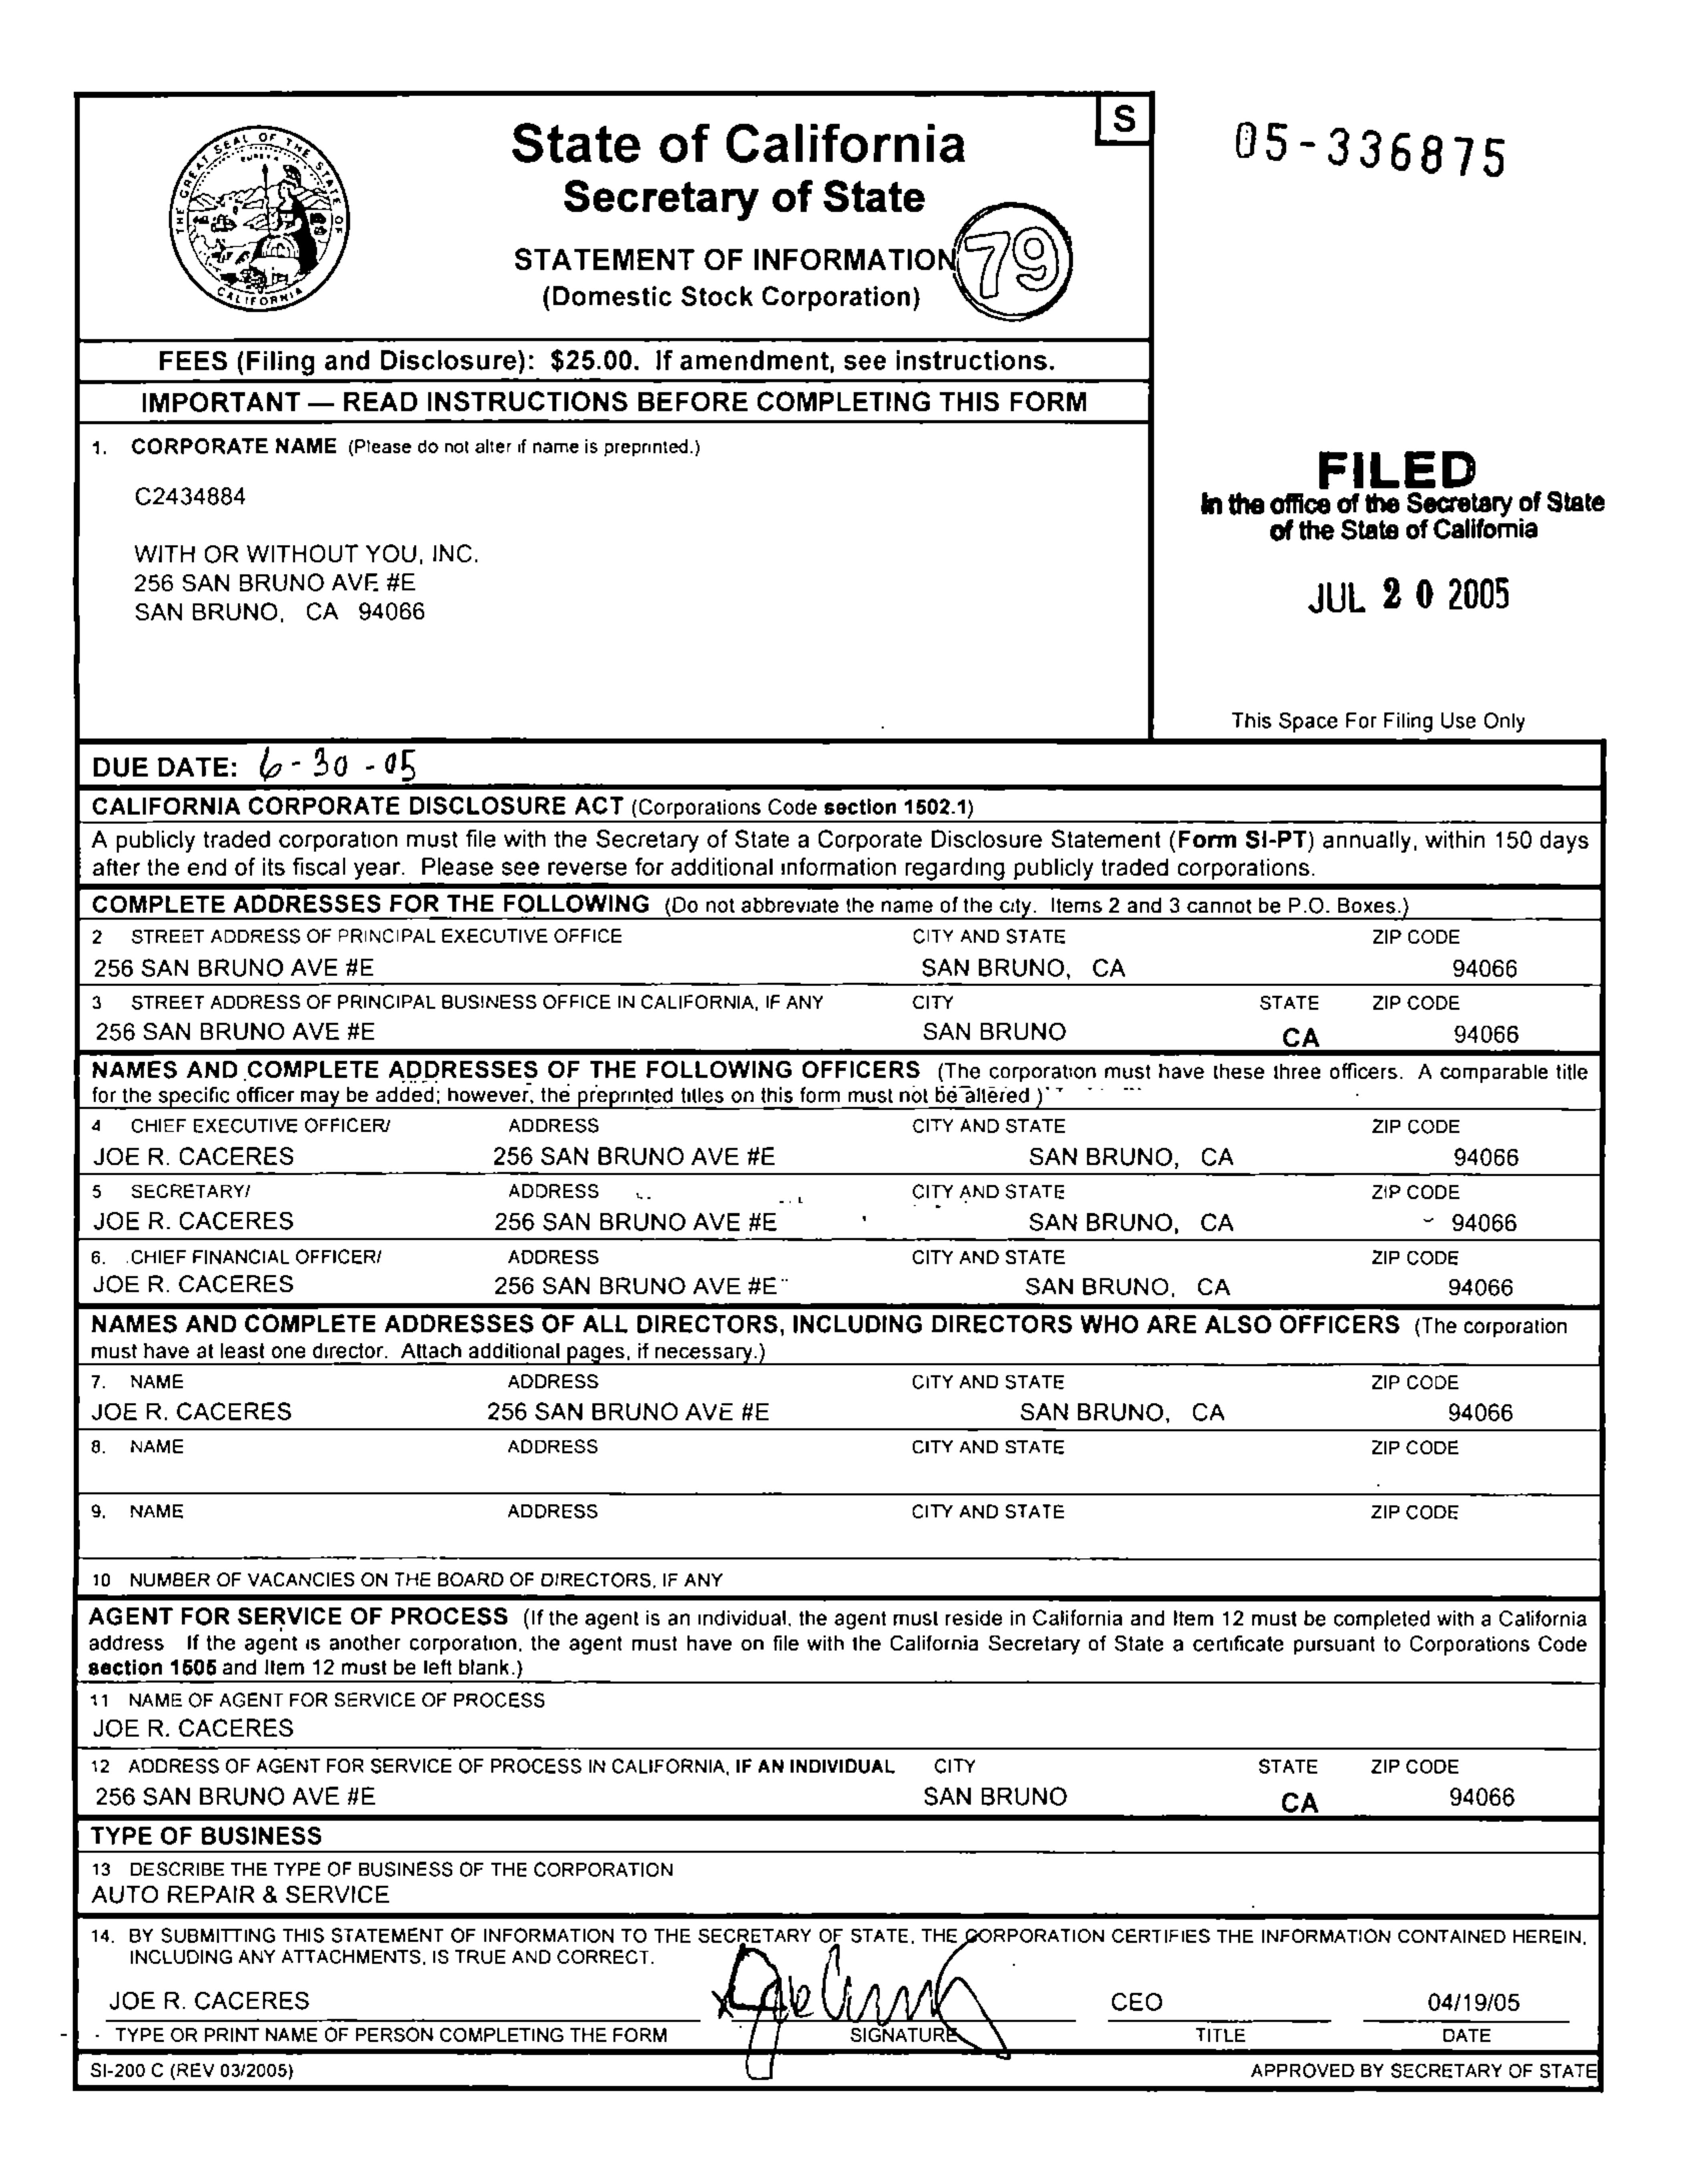 S
05-336875
THE GREAT SEAL OF THE STATE OF CALIFORNIA
EUREKA
State of California
Secretary of State
STATEMENT OF INFORMATION
(Domestic Stock Corporation)
79
FEES (Filing and Disclosure): $25.00. If amendment, see instructions.
IMPORTANT — READ INSTRUCTIONS BEFORE COMPLETING THIS FORM
1. CORPORATE NAME (Please do not alter if name is preprinted.)
C2434884
WITH OR WITHOUT YOU, INC.
256 SAN BRUNO AVE #E
SAN BRUNO, CA 94066
FILED
In the office of the Secretary of State
of the State of California
JUL 20 2005
This Space For Filing Use Only
DUE DATE: 6-30-05
CALIFORNIA CORPORATE DISCLOSURE ACT (Corporations Code section 1502.1)
A publicly traded corporation must file with the Secretary of State a Corporate Disclosure Statement (Form SI-PT) annually, within 150 days
after the end of its fiscal year. Please see reverse for additional information regarding publicly traded corporations.
COMPLETE ADDRESSES FOR THE FOLLOWING (Do not abbreviate the name of the city. Items 2 and 3 cannot be P.O. Boxes.)
2 STREET ADDRESS OF PRINCIPAL EXECUTIVE OFFICE CITY AND STATE ZIP CODE
256 SAN BRUNO AVE #E SAN BRUNO, CA 94066
3 STREET ADDRESS OF PRINCIPAL BUSINESS OFFICE IN CALIFORNIA, IF ANY CITY STATE ZIP CODE
256 SAN BRUNO AVE #E SAN BRUNO CA 94066
NAMES AND COMPLETE ADDRESSES OF THE FOLLOWING OFFICERS (The corporation must have these three officers. A comparable title
for the specific officer may be added; however, the preprinted titles on this form must not be altered )
4 CHIEF EXECUTIVE OFFICER/ ADDRESS CITY AND STATE ZIP CODE
JOE R. CACERES 256 SAN BRUNO AVE #E SAN BRUNO, CA 94066
5 SECRETARY/ ADDRESS CITY AND STATE ZIP CODE
JOE R. CACERES 256 SAN BRUNO AVE #E SAN BRUNO, CA 94066
6. CHIEF FINANCIAL OFFICER/ ADDRESS CITY AND STATE ZIP CODE
JOE R. CACERES 256 SAN BRUNO AVE #E SAN BRUNO, CA 94066
NAMES AND COMPLETE ADDRESSES OF ALL DIRECTORS, INCLUDING DIRECTORS WHO ARE ALSO OFFICERS (The corporation
must have at least one director. Attach additional pages, if necessary.)
7. NAME ADDRESS CITY AND STATE ZIP CODE
JOE R. CACERES 256 SAN BRUNO AVE #E SAN BRUNO, CA 94066
8. NAME ADDRESS CITY AND STATE ZIP CODE
9. NAME ADDRESS CITY AND STATE ZIP CODE
10 NUMBER OF VACANCIES ON THE BOARD OF DIRECTORS, IF ANY
AGENT FOR SERVICE OF PROCESS (If the agent is an individual, the agent must reside in California and Item 12 must be completed with a California
address If the agent is another corporation, the agent must have on file with the California Secretary of State a certificate pursuant to Corporations Code
section 1505 and Item 12 must be left blank.)
11 NAME OF AGENT FOR SERVICE OF PROCESS
JOE R. CACERES
12 ADDRESS OF AGENT FOR SERVICE OF PROCESS IN CALIFORNIA, IF AN INDIVIDUAL CITY STATE ZIP CODE
256 SAN BRUNO AVE #E SAN BRUNO CA 94066
TYPE OF BUSINESS
13 DESCRIBE THE TYPE OF BUSINESS OF THE CORPORATION
AUTO REPAIR & SERVICE
14. BY SUBMITTING THIS STATEMENT OF INFORMATION TO THE SECRETARY OF STATE, THE CORPORATION CERTIFIES THE INFORMATION CONTAINED HEREIN,
INCLUDING ANY ATTACHMENTS, IS TRUE AND CORRECT.
JOE R. CACERES CEO 04/19/05
TYPE OR PRINT NAME OF PERSON COMPLETING THE FORM SIGNATURE TITLE DATE
SI-200 C (REV 03/2005) APPROVED BY SECRETARY OF STATE